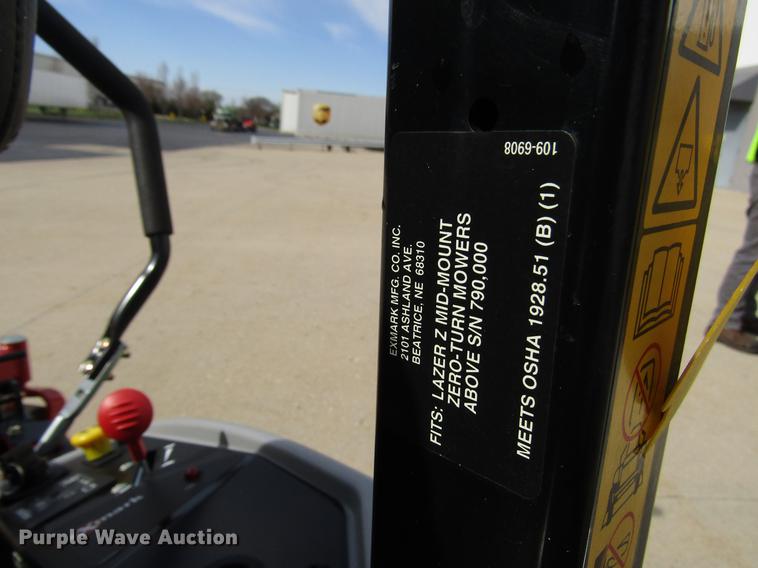 109-6908
EXMARK MFG. CO. INC.
2101 ASHLAND AVE.
BEATRICE, NE 68310
FITS: LAZER Z MID-MOUNT
ZERO-TURN MOWERS
ABOVE S/N 790,000
MEETS OSHA 1928.51 (B) (1)
Purple Wave Auction